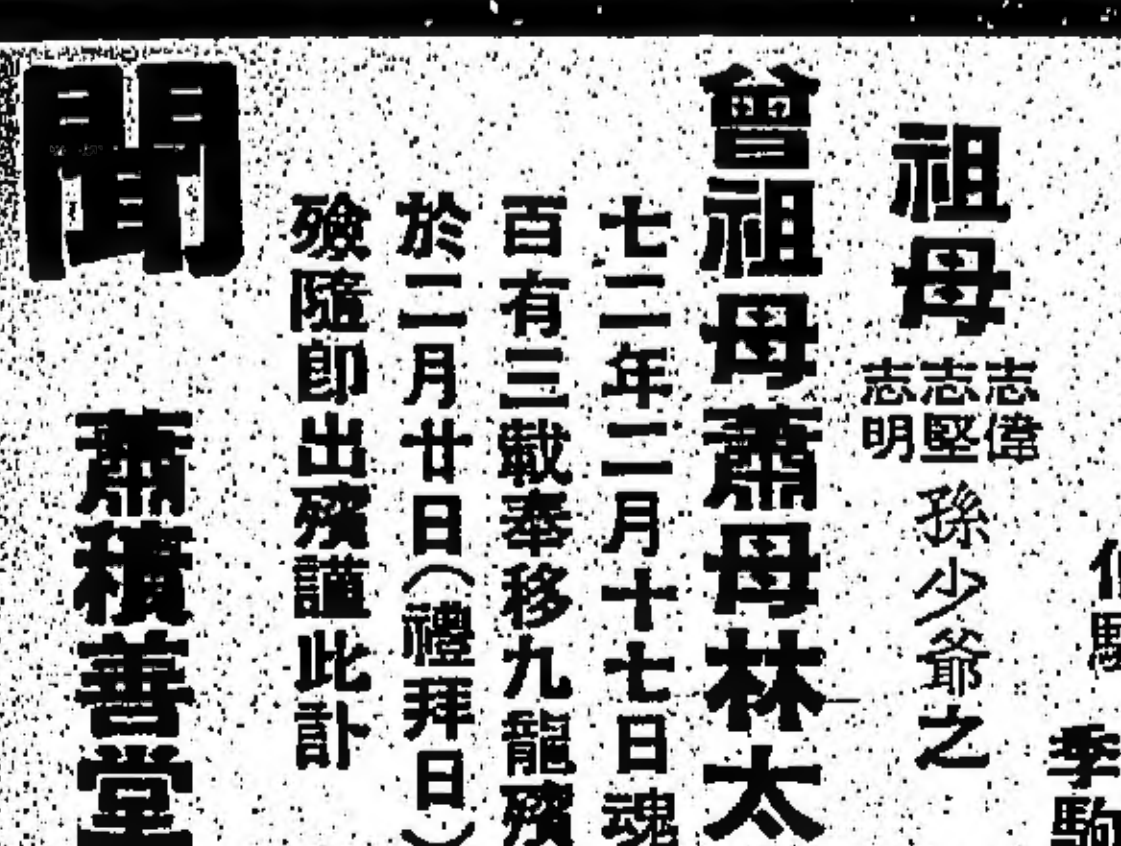 季駒
祖母
志偉
志堅
志明
孫少爺之
曾祖母蕭母林太
七二年二月十七日魂
百有三載奉移九龍殯
於二月廿日(禮拜日)
殮隨即出殯謹此訃
聞
蕭積善堂